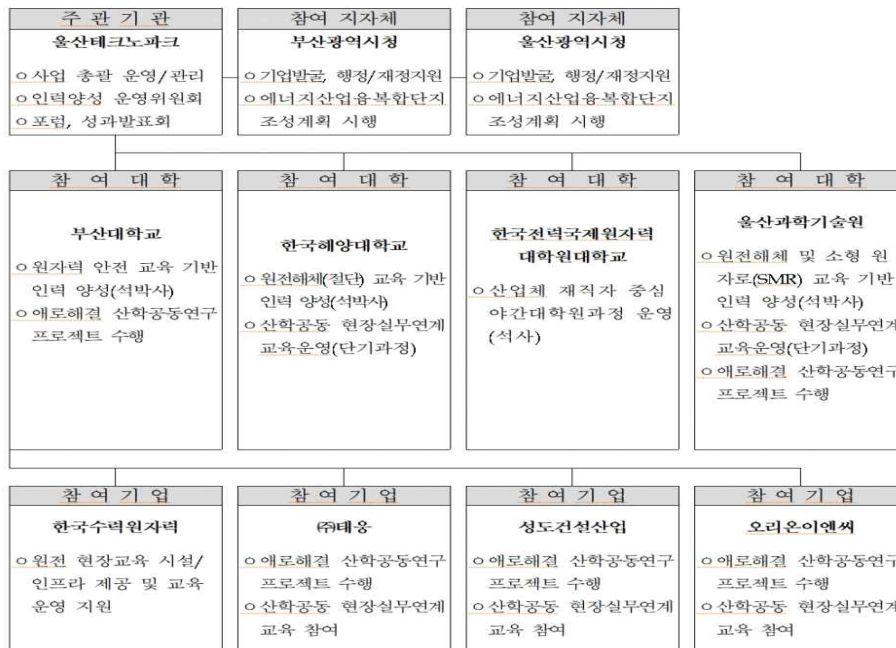 주 관 기 관
울산테크노파크
o 사업 총괄 운영/관리
o 인력양성 운영위원회
o 포럼, 성과발표회
참여 지자체
부산광역시청
o 기업발굴, 행정/재정지원
o 에너지산업융복합단지
조성계획 시행
참여 지자체
울산광역시청
o 기업발굴, 행정/재정지원
o 에너지산업융복합단지
조성계획 시행
참 여 대 학
부산대학교
o 원자력 안전 교육 기반
인력 양성(석박사)
o 애로해결 산학공동연구
프로젝트 수행
참 여 대 학
한국해양대학교
o 원전해체(절단) 교육 기반
인력 양성(석박사)
o 산학공동 현장실무연계
교육운영(단기과정)
참 여 대 학
한국전력국제원자력
대학원대학교
o 산업체 재직자 중심
야간대학원과정 운영
(석사)
참 여 대 학
울산과학기술원
o 원전해체 및 소형 원
자로(SMR) 교육 기반
인력 양성(석박사)
o 산학공동 현장실무연계
교육운영(단기과정)
o 애로해결 산학공동연구
프로젝트 수행
참 여 기 업
한국수력원자력
o 원전 현장교육 시설/
인프라 제공 및 교육
운영 지원
참 여 기 업
㈜태웅
o 애로해결 산학공동연구
프로젝트 수행
o 산학공동 현장실무연계
교육 참여
참 여 기 업
성도건설산업
o 애로해결 산학공동연구
프로젝트 수행
o 산학공동 현장실무연계
교육 참여
참 여 기 업
오리온이엔씨
o 애로해결 산학공동연구
프로젝트 수행
o 산학공동 현장실무연계
교육 참여